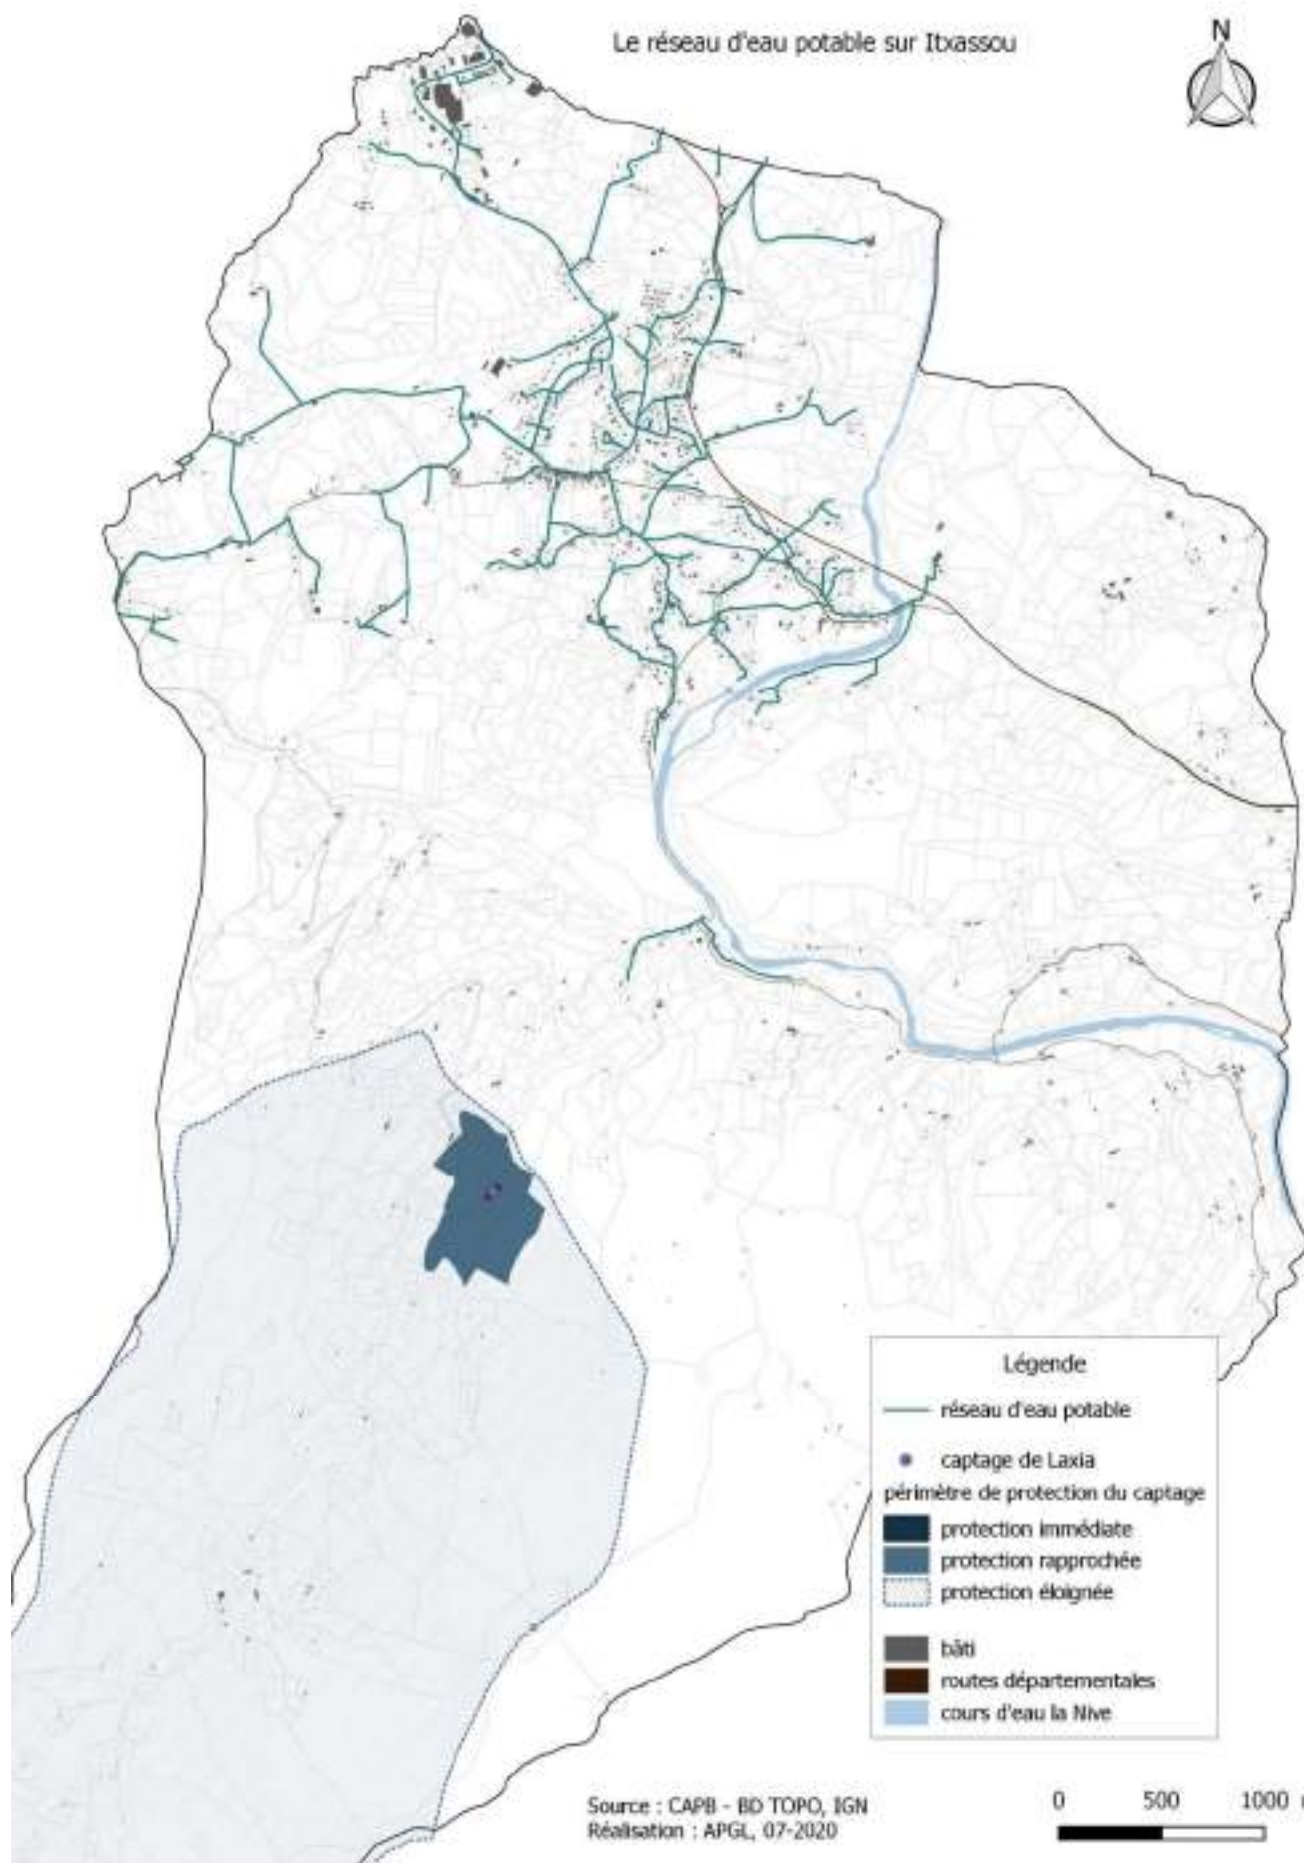 Le réseau d'eau potable sur Itxassou
N
Légende
réseau d'eau potable
captage de Laxia
périmètre de protection du captage
protection immédiate
protection rapprochée
protection éloignée
bâti
routes départementales
cours d'eau la Nive
Source : CAPB - BD TOPO, IGN
Réalisation : APGL, 07-2020
0 500 1000